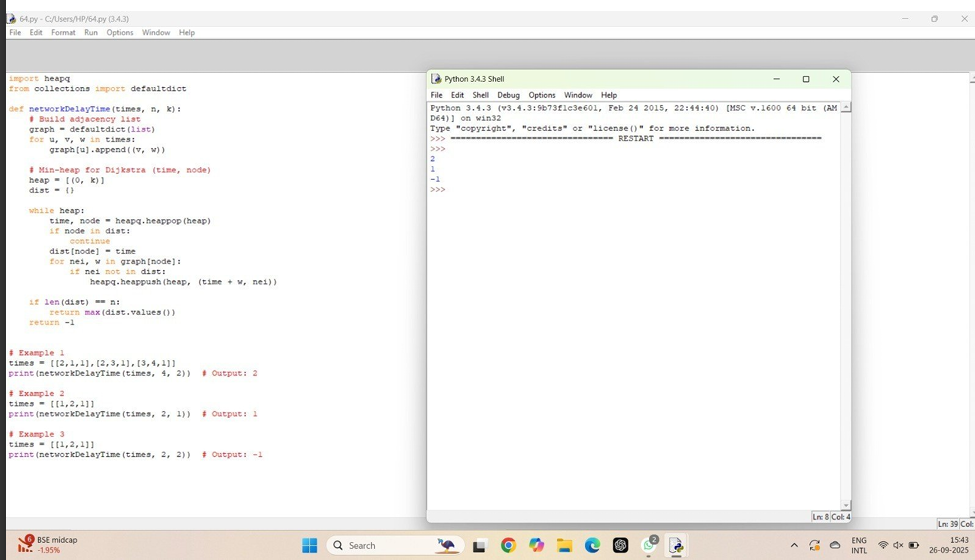 64.py - C:/Users/HP/64.py (3.4.3)
File Edit Format Run Options Window Help
import heapq
from collections import defaultdict
def networkDelayTime(times, n, k):
    # Build adjacency list
    graph = defaultdict(list)
    for u, v, w in times:
        graph[u].append((v, w))
    # Min-heap for Dijkstra (time, node)
    heap = [(0, k)]
    dist = {}
    while heap:
        time, node = heapq.heappop(heap)
        if node in dist:
            continue
        dist[node] = time
        for nei, w in graph[node]:
            if nei not in dist:
                heapq.heappush(heap, (time + w, nei))
    if len(dist) == n:
        return max(dist.values())
    return -1
# Example 1
times = [[2,1,1],[2,3,1],[3,4,1]]
print(networkDelayTime(times, 4, 2))  # Output: 2
# Example 2
times = [[1,2,1]]
print(networkDelayTime(times, 2, 1))  # Output: 1
# Example 3
times = [[1,2,1]]
print(networkDelayTime(times, 2, 2))  # Output: -1
Python 3.4.3 Shell
File Edit Shell Debug Options Window Help
Python 3.4.3 (v3.4.3:9b73f1c3e601, Feb 24 2015, 22:44:40) [MSC v.1600 64 bit (AM
D64)] on win32
Type "copyright", "credits" or "license()" for more information.
>>> ================================ RESTART ================================
>>>
2
1
-1
>>>
Ln: 8 Col: 4
Ln: 39 Col:
6
BSE midcap
-1.95%
Search
2
ENG
INTL
15:43
26-09-2025